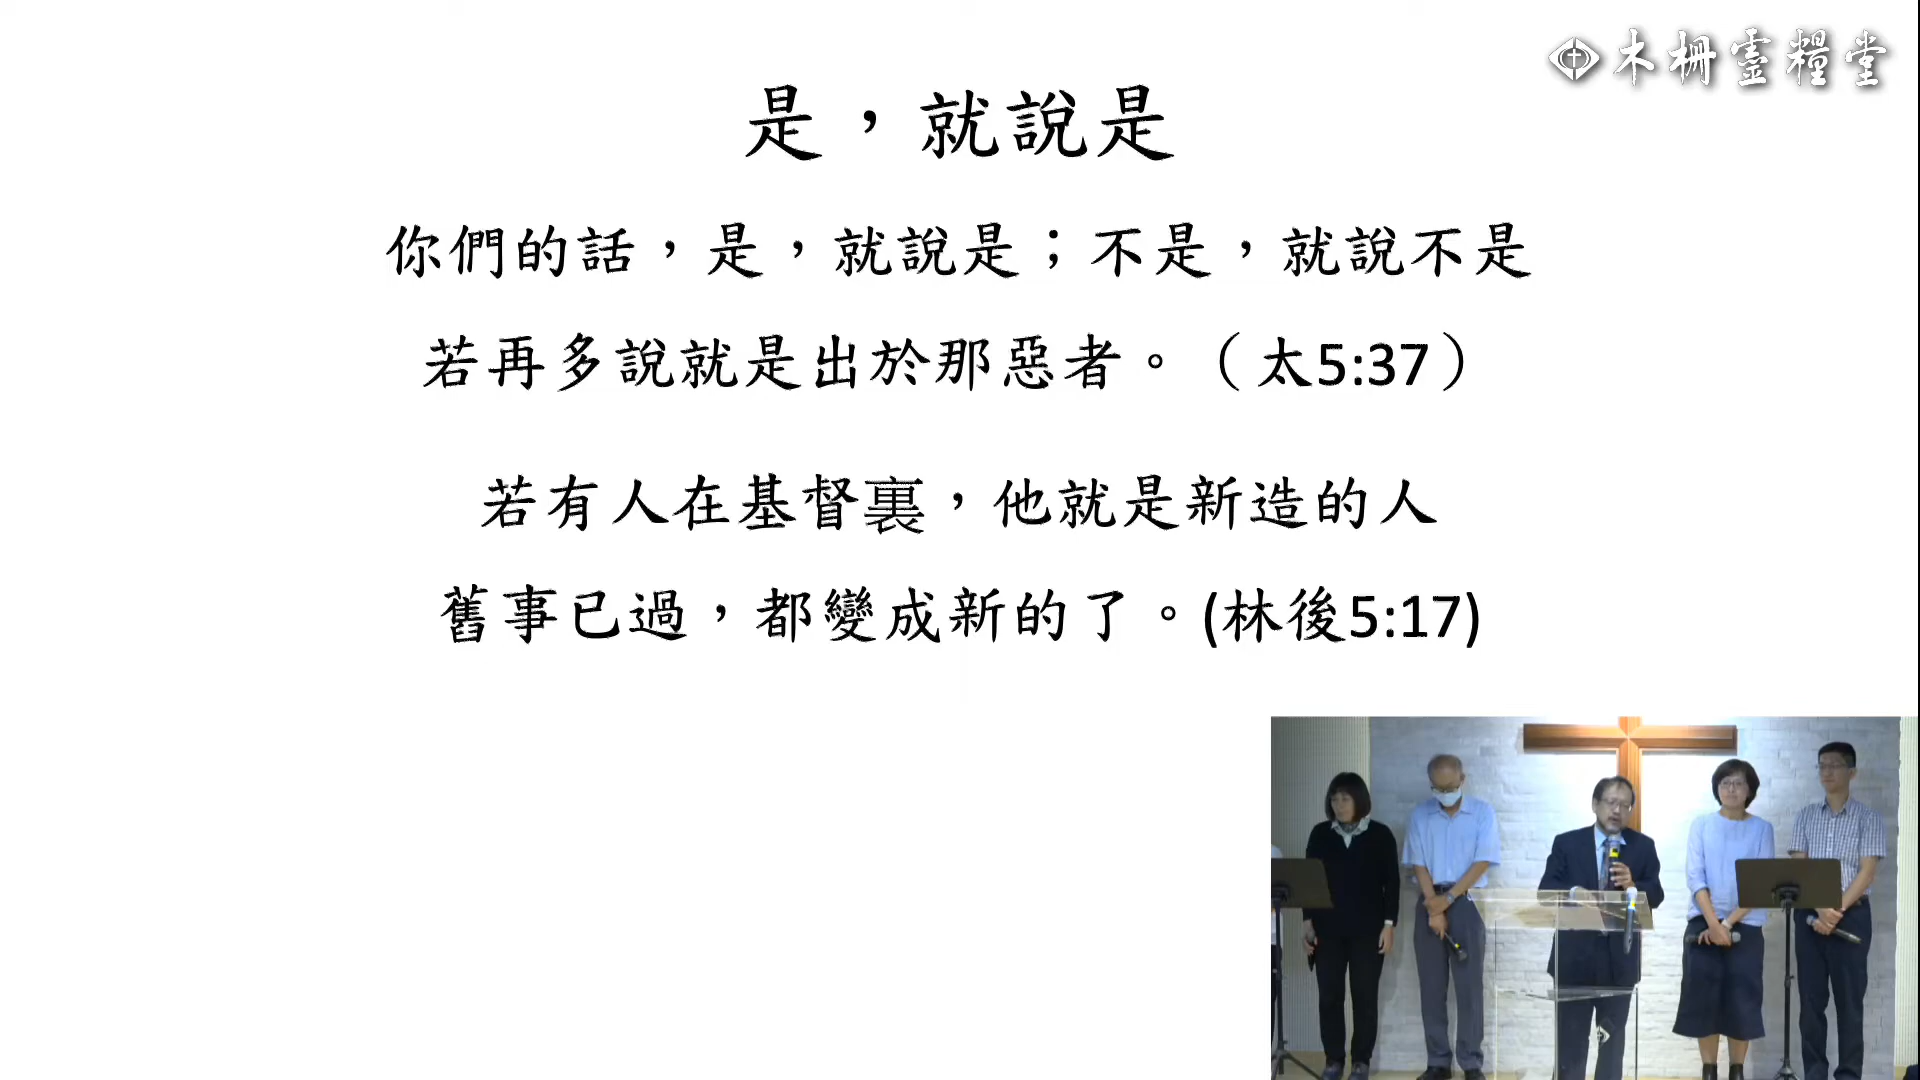 木柵靈糧堂
是，就說是
你們的話，是，就說是；不是，就說不是
若再多說就是出於那惡者。（太5:37）
若有人在基督裏，他就是新造的人
舊事已過，都變成新的了。(林後5:17)